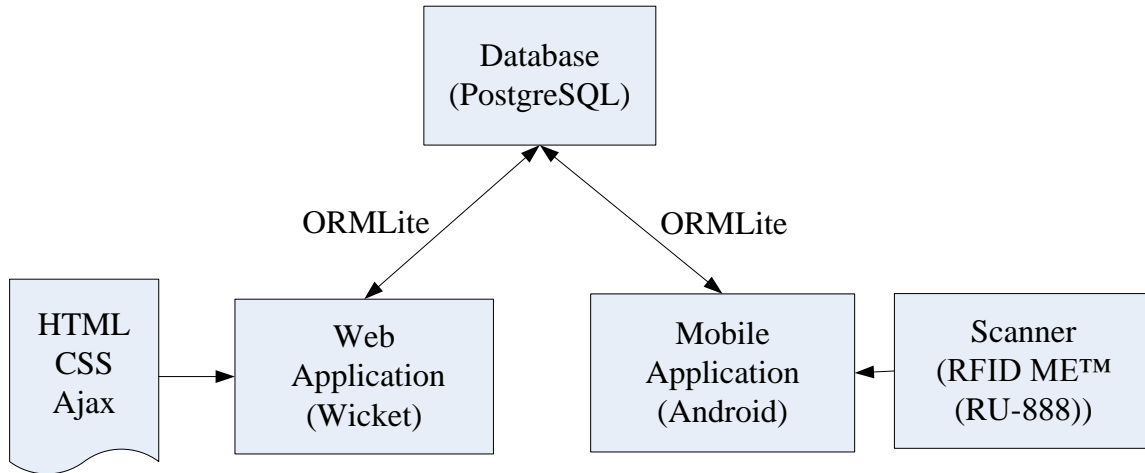 Database
(PostgreSQL)
ORMLite
ORMLite
HTML
CSS
Ajax
Web
Application
(Wicket)
Mobile
Application
(Android)
Scanner
(RFID ME™
(RU-888))